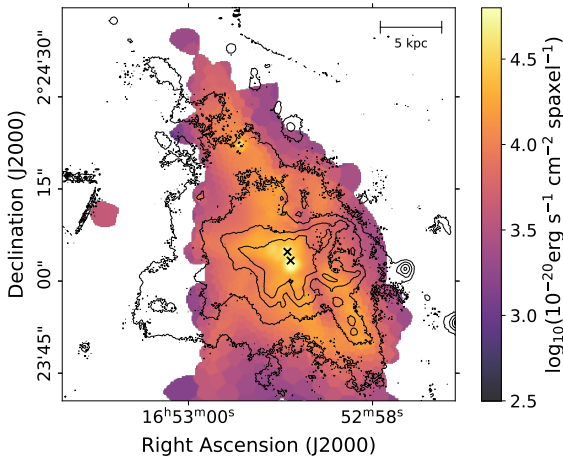 5 kpc
2°24'30"
15"
00"
23'45"
Declination (J2000)
16ʰ53ᵐ00ˢ
52ᵐ58ˢ
Right Ascension (J2000)
4.5
4.0
3.5
3.0
2.5
log₁₀(10⁻²⁰erg s⁻¹ cm⁻² spaxel⁻¹)